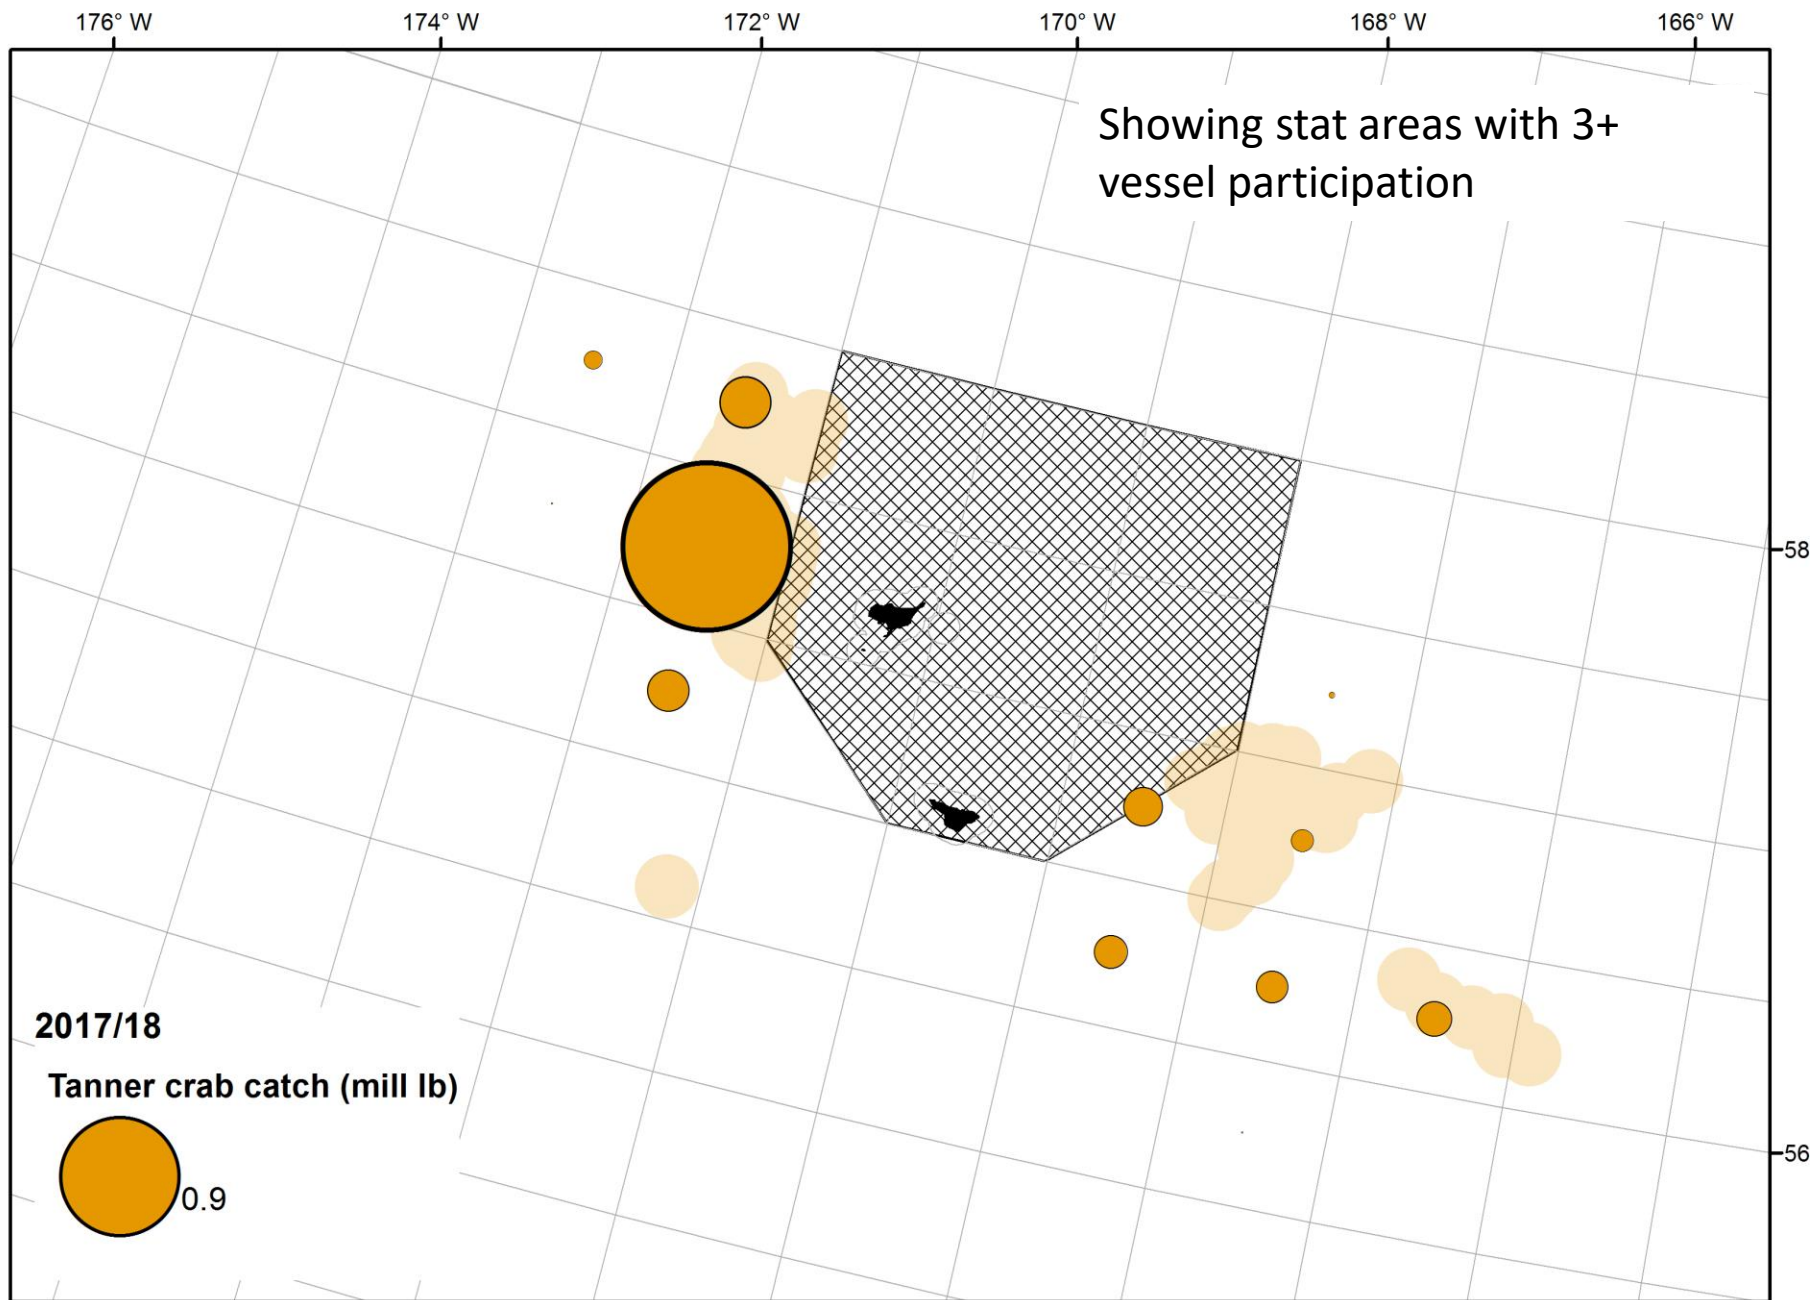 176° W 174° W 172° W 170° W 168° W 166° W
Showing stat areas with 3+
vessel participation
58
56
2017/18
Tanner crab catch (mill lb)
0.9